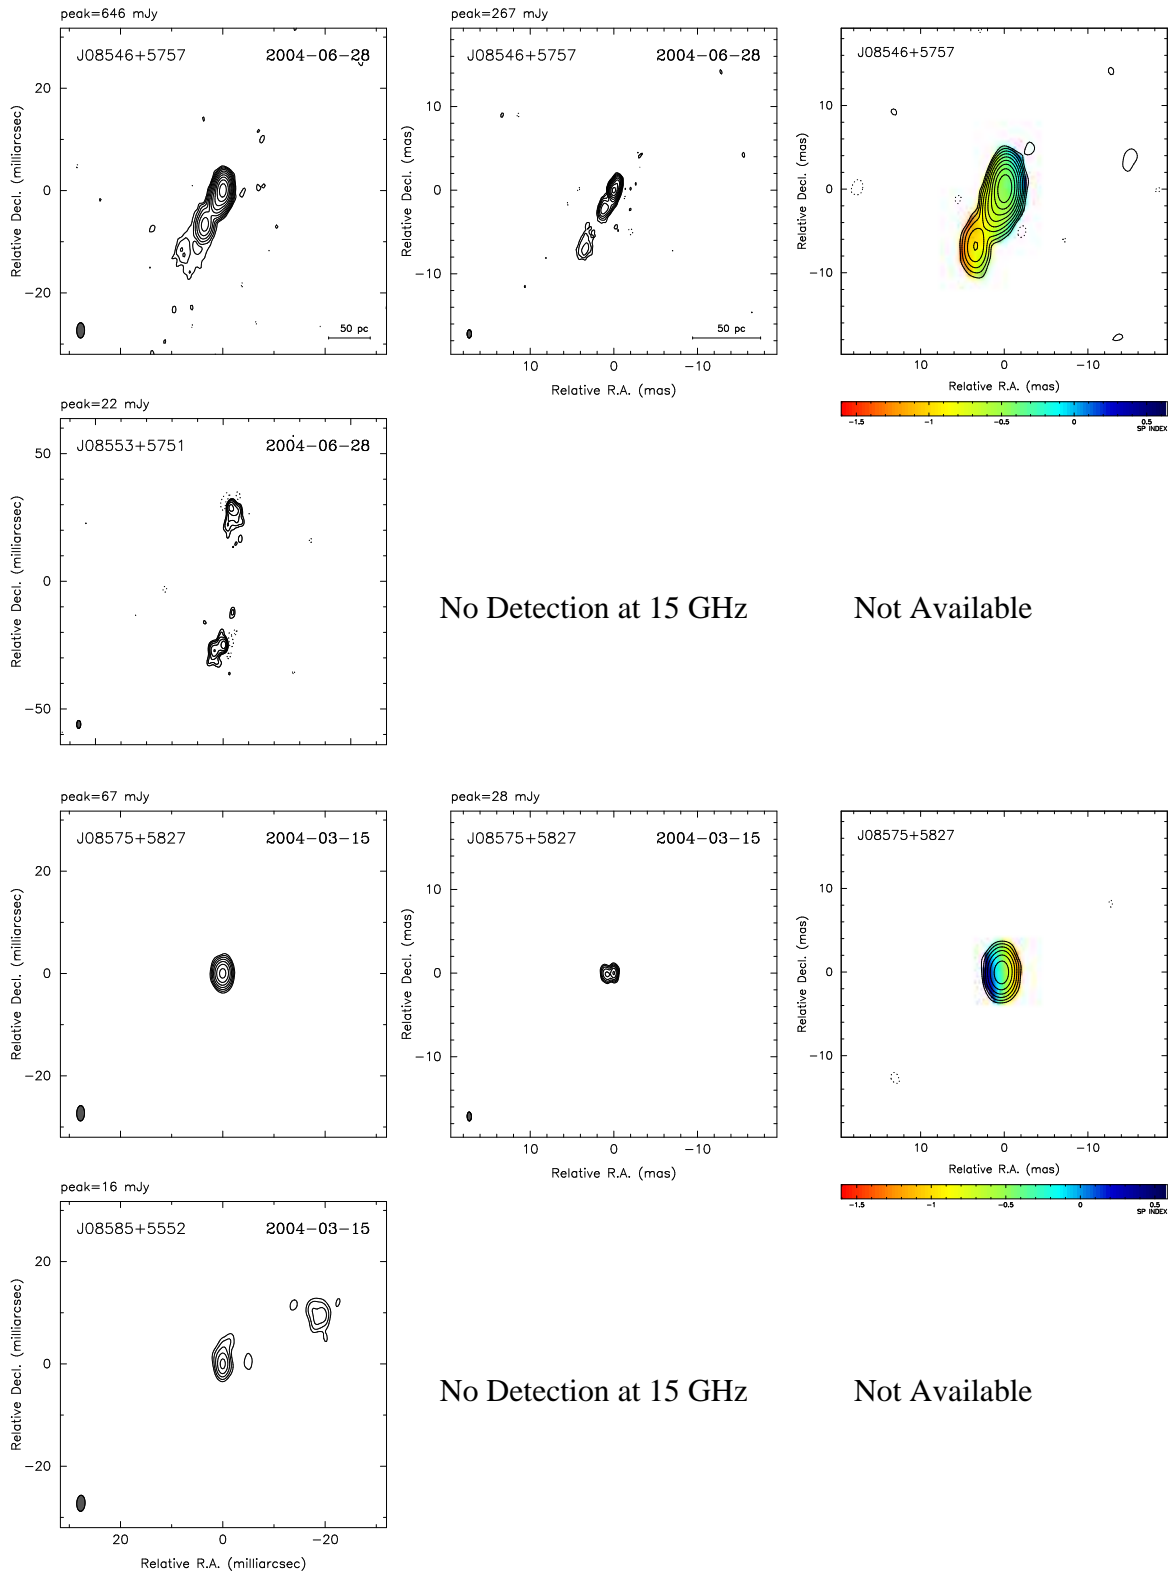 peak=646 mJy
J08546+5757 2004-06-28
20
0
-20
Relative Decl. (milliarcsec)
50 pc
peak=267 mJy
J08546+5757 2004-06-28
10
0
-10
Relative Decl. (mas)
50 pc
10 0 -10
Relative R.A. (mas)
J08546+5757
10
0
-10
Relative Decl. (mas)
10 0 -10
Relative R.A. (mas)
-1.5 -1 -0.5 0 0.5
SP INDEX
peak=22 mJy
J08553+5751 2004-06-28
50
0
-50
Relative Decl. (milliarcsec)
No Detection at 15 GHz
Not Available
peak=67 mJy
J08575+5827 2004-03-15
20
0
-20
Relative Decl. (milliarcsec)
peak=28 mJy
J08575+5827 2004-03-15
10
0
-10
Relative Decl. (mas)
10 0 -10
Relative R.A. (mas)
J08575+5827
10
0
-10
Relative Decl. (mas)
10 0 -10
Relative R.A. (mas)
-1.5 -1 -0.5 0 0.5
SP INDEX
peak=16 mJy
J08585+5552 2004-03-15
20
0
-20
Relative Decl. (milliarcsec)
20 0 -20
Relative R.A. (milliarcsec)
No Detection at 15 GHz
Not Available